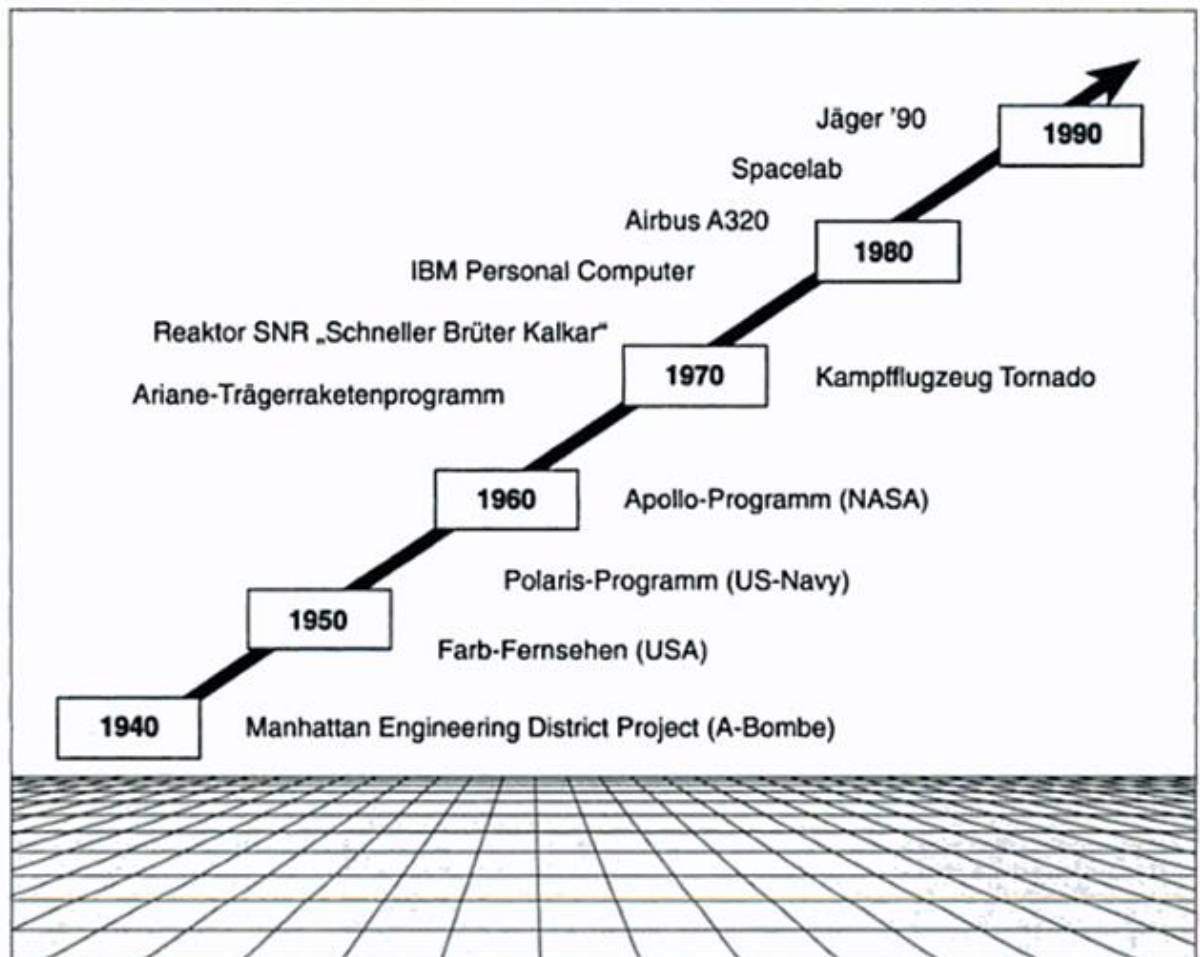 Jäger '90
1990
Spacelab
Airbus A320
1980
IBM Personal Computer
Reaktor SNR „Schneller Brüter Kalkar“
1970
Kampfflugzeug Tornado
Ariane-Trägerraketenprogramm
1960
Apollo-Programm (NASA)
Polaris-Programm (US-Navy)
1950
Farb-Fernsehen (USA)
1940
Manhattan Engineering District Project (A-Bombe)